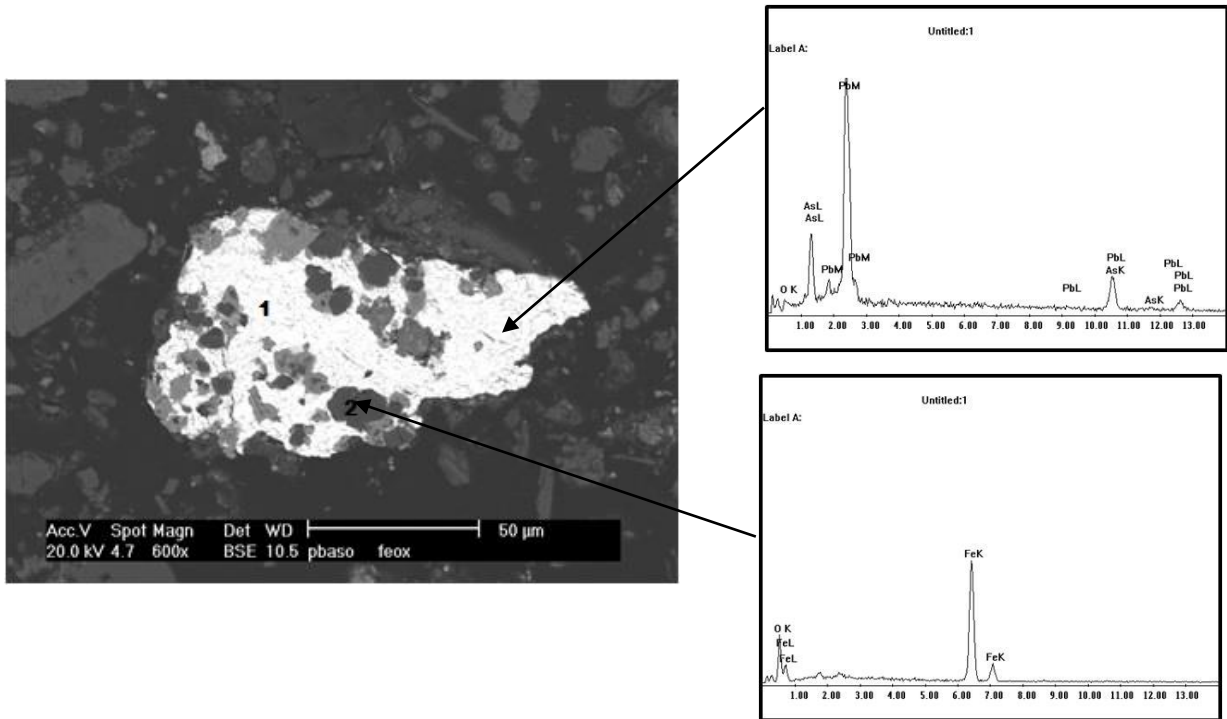 1
2
Acc.V Spot Magn Det WD 50 µm
20.0 kV 4.7 600x BSE 10.5 pbaso feox
Untitled:1
Label A:
PbM
AsL
AsL
PbM
PbM
O K
PbL
PbL
AsK
AsK
PbL
PbL
PbL
1.00 2.00 3.00 4.00 5.00 6.00 7.00 8.00 9.00 10.00 11.00 12.00 13.00
Untitled:1
Label A:
FeK
O K
FeL
FeL
FeK
1.00 2.00 3.00 4.00 5.00 6.00 7.00 8.00 9.00 10.00 11.00 12.00 13.00